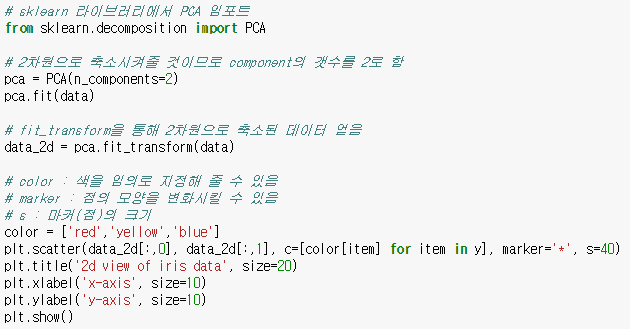 # sklearn 라이브러리에서 PCA 임포트
from sklearn.decomposition import PCA
# 2차원으로 축소시켜줄 것이므로 component의 갯수를 2로 함
pca = PCA(n_components=2)
pca.fit(data)
# fit_transform을 통해 2차원으로 축소된 데이터 얻음
data_2d = pca.fit_transform(data)
# color : 색을 임의로 지정해 줄 수 있음
# marker : 점의 모양을 변화시킬 수 있음
# s : 마커(점)의 크기
color = ['red','yellow','blue']
plt.scatter(data_2d[:,0], data_2d[:,1], c=[color[item] for item in y], marker='*', s=40)
plt.title('2d view of iris data', size=20)
plt.xlabel('x-axis', size=10)
plt.ylabel('y-axis', size=10)
plt.show()